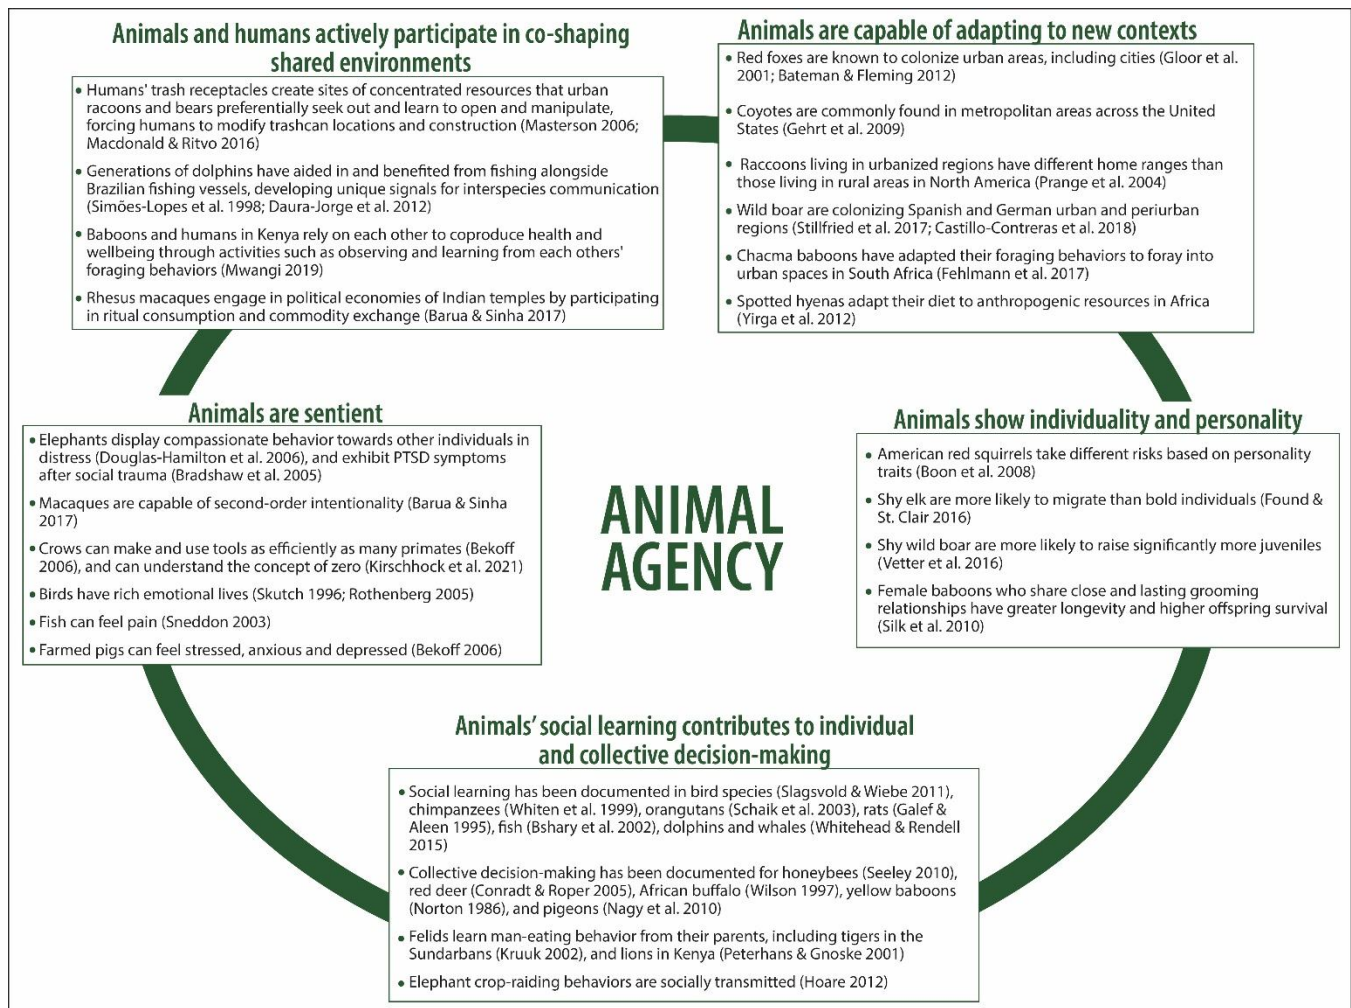 Animals and humans actively participate in co-shaping
shared environments
• Humans' trash receptacles create sites of concentrated resources that urban
racoons and bears preferentially seek out and learn to open and manipulate,
forcing humans to modify trashcan locations and construction (Masterson 2006;
Macdonald & Ritvo 2016)
• Generations of dolphins have aided in and benefited from fishing alongside
Brazilian fishing vessels, developing unique signals for interspecies communication
(Simões-Lopes et al. 1998; Daura-Jorge et al. 2012)
• Baboons and humans in Kenya rely on each other to coproduce health and
wellbeing through activities such as observing and learning from each others'
foraging behaviors (Mwangi 2019)
• Rhesus macaques engage in political economies of Indian temples by participating
in ritual consumption and commodity exchange (Barua & Sinha 2017)
Animals are capable of adapting to new contexts
• Red foxes are known to colonize urban areas, including cities (Gloor et al.
2001; Bateman & Fleming 2012)
• Coyotes are commonly found in metropolitan areas across the United
States (Gehrt et al. 2009)
• Raccoons living in urbanized regions have different home ranges than
those living in rural areas in North America (Prange et al. 2004)
• Wild boar are colonizing Spanish and German urban and periurban
regions (Stillfried et al. 2017; Castillo-Contreras et al. 2018)
• Chacma baboons have adapted their foraging behaviors to foray into
urban spaces in South Africa (Fehlmann et al. 2017)
• Spotted hyenas adapt their diet to anthropogenic resources in Africa
(Yirga et al. 2012)
Animals are sentient
• Elephants display compassionate behavior towards other individuals in
distress (Douglas-Hamilton et al. 2006), and exhibit PTSD symptoms
after social trauma (Bradshaw et al. 2005)
• Macaques are capable of second-order intentionality (Barua & Sinha
2017)
• Crows can make and use tools as efficiently as many primates (Bekoff
2006), and can understand the concept of zero (Kirschhock et al. 2021)
• Birds have rich emotional lives (Skutch 1996; Rothenberg 2005)
• Fish can feel pain (Sneddon 2003)
• Farmed pigs can feel stressed, anxious and depressed (Bekoff 2006)
ANIMAL
AGENCY
Animals show individuality and personality
• American red squirrels take different risks based on personality
traits (Boon et al. 2008)
• Shy elk are more likely to migrate than bold individuals (Found &
St. Clair 2016)
• Shy wild boar are more likely to raise significantly more juveniles
(Vetter et al. 2016)
• Female baboons who share close and lasting grooming
relationships have greater longevity and higher offspring survival
(Silk et al. 2010)
Animals' social learning contributes to individual
and collective decision-making
• Social learning has been documented in bird species (Slagsvold & Wiebe 2011),
chimpanzees (Whiten et al. 1999), orangutans (Schaik et al. 2003), rats (Galef &
Aleen 1995), fish (Bshary et al. 2002), dolphins and whales (Whitehead & Rendell
2015)
• Collective decision-making has been documented for honeybees (Seeley 2010),
red deer (Conradt & Roper 2005), African buffalo (Wilson 1997), yellow baboons
(Norton 1986), and pigeons (Nagy et al. 2010)
• Felids learn man-eating behavior from their parents, including tigers in the
Sundarbans (Kruuk 2002), and lions in Kenya (Peterhans & Gnoske 2001)
• Elephant crop-raiding behaviors are socially transmitted (Hoare 2012)